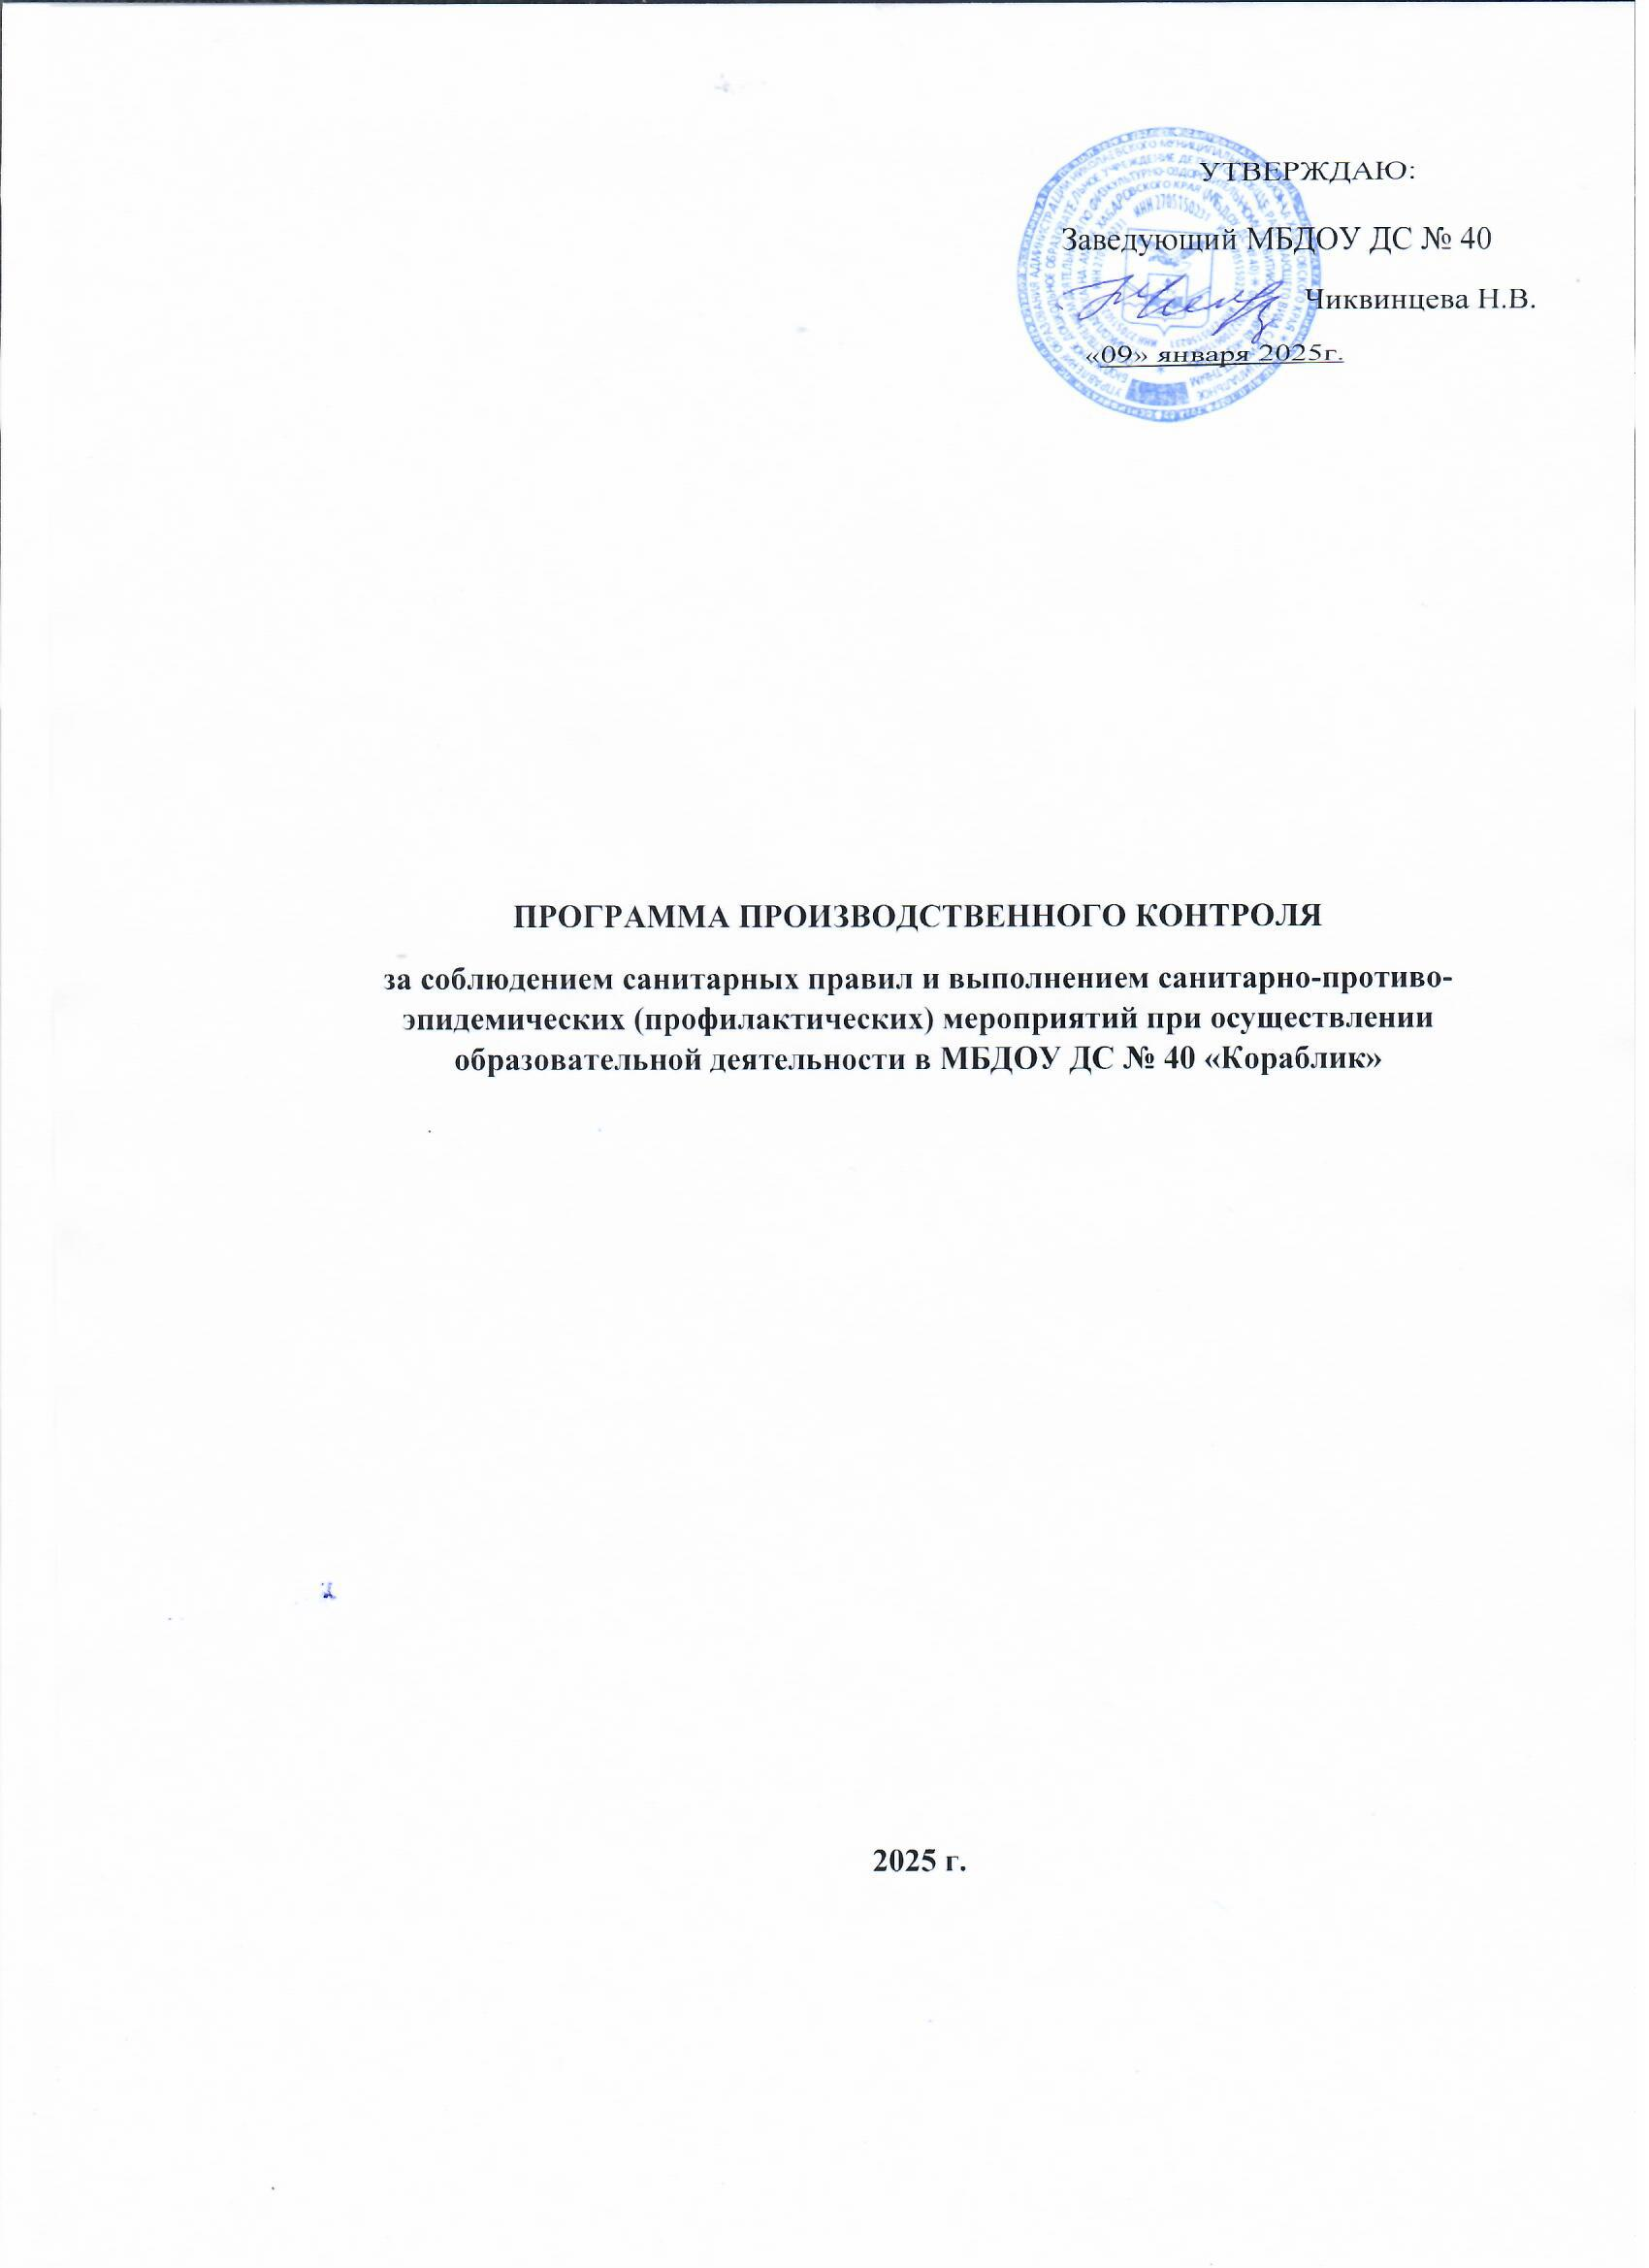 УТВЕРЖДАЮ:
Заведующий МБДОУ ДС № 40
Чиквинцева Н.В.
«09» января 2025г.
ПРОГРАММА ПРОИЗВОДСТВЕННОГО КОНТРОЛЯ
за соблюдением санитарных правил и выполнением санитарно-противо-
эпидемических (профилактических) мероприятий при осуществлении
образовательной деятельности в МБДОУ ДС № 40 «Кораблик»
2025 г.